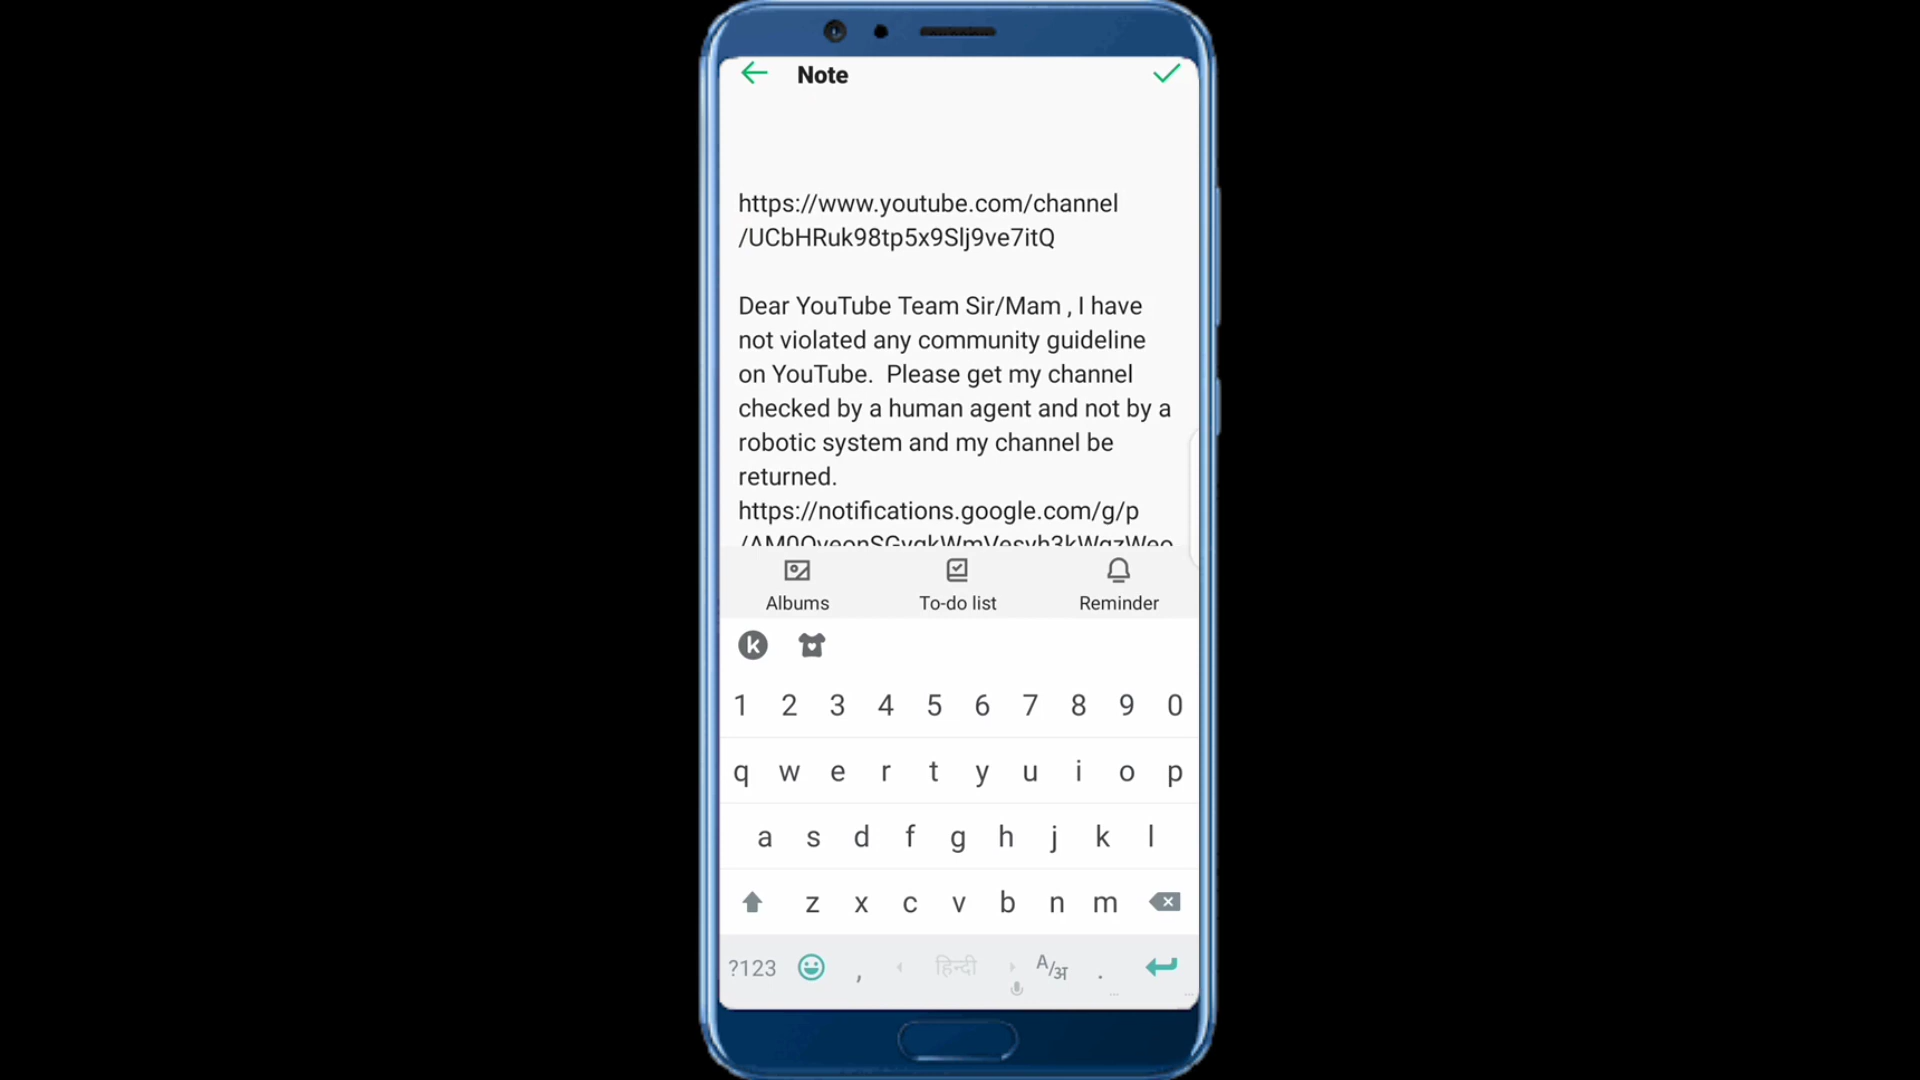 Note
https://www.youtube.com/channel
/UCbHRuk98tp5x9Slj9ve7itQ
Dear YouTube Team Sir/Mam , I have
not violated any community guideline
on YouTube.  Please get my channel
checked by a human agent and not by a
robotic system and my channel be
returned.
https://notifications.google.com/g/p
Albums To-do list Reminder
k
1 2 3 4 5 6 7 8 9 0
q w e r t y u i o p
a s d f g h j k l
z x c v b n m
?123 , हिन्दी A/अ .